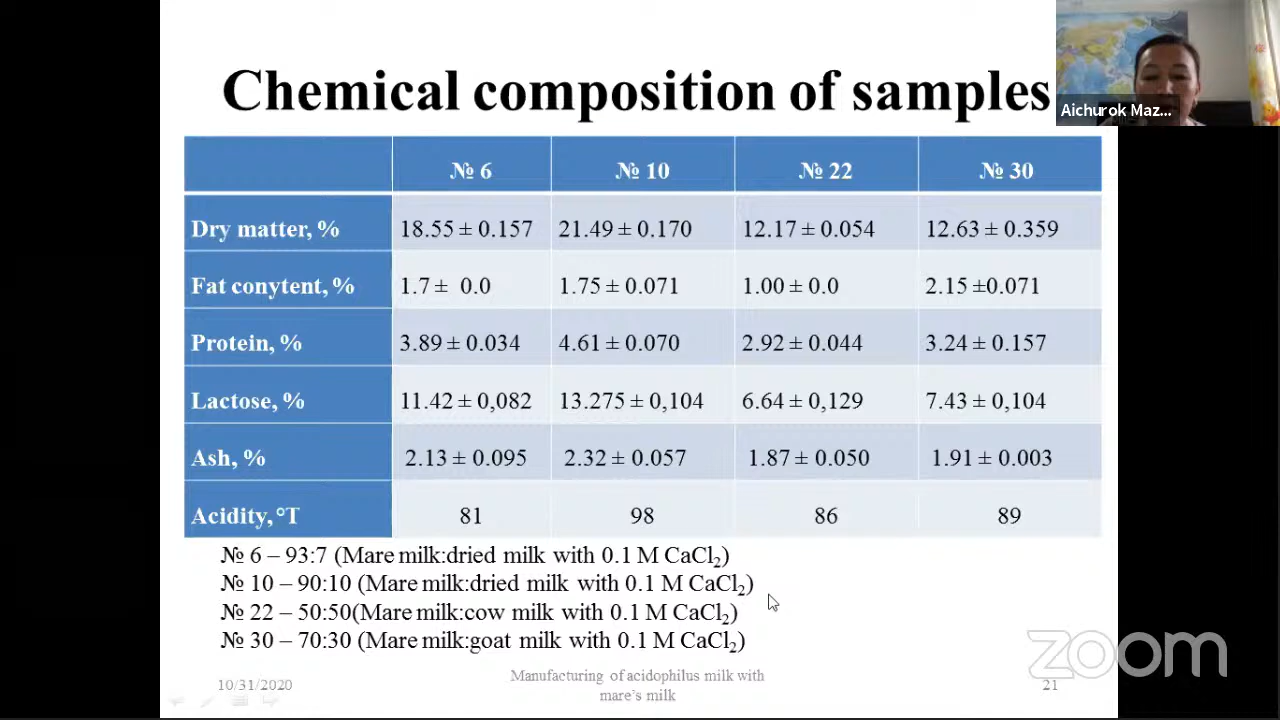 Chemical composition of samples
Aichurok Maz...
№ 6 № 10 № 22 № 30
Dry matter, % 18.55 ± 0.157 21.49 ± 0.170 12.17 ± 0.054 12.63 ± 0.359
Fat conytent, % 1.7 ± 0.0 1.75 ± 0.071 1.00 ± 0.0 2.15 ±0.071
Protein, % 3.89 ± 0.034 4.61 ± 0.070 2.92 ± 0.044 3.24 ± 0.157
Lactose, % 11.42 ± 0,082 13.275 ± 0,104 6.64 ± 0,129 7.43 ± 0,104
Ash, % 2.13 ± 0.095 2.32 ± 0.057 1.87 ± 0.050 1.91 ± 0.003
Acidity, °T 81 98 86 89
№ 6 – 93:7 (Mare milk:dried milk with 0.1 M CaCl₂)
№ 10 – 90:10 (Mare milk:dried milk with 0.1 M CaCl₂)
№ 22 – 50:50(Mare milk:cow milk with 0.1 M CaCl₂)
№ 30 – 70:30 (Mare milk:goat milk with 0.1 M CaCl₂)
zoom
10/31/2020 Manufacturing of acidophilus milk with 21
mare's milk